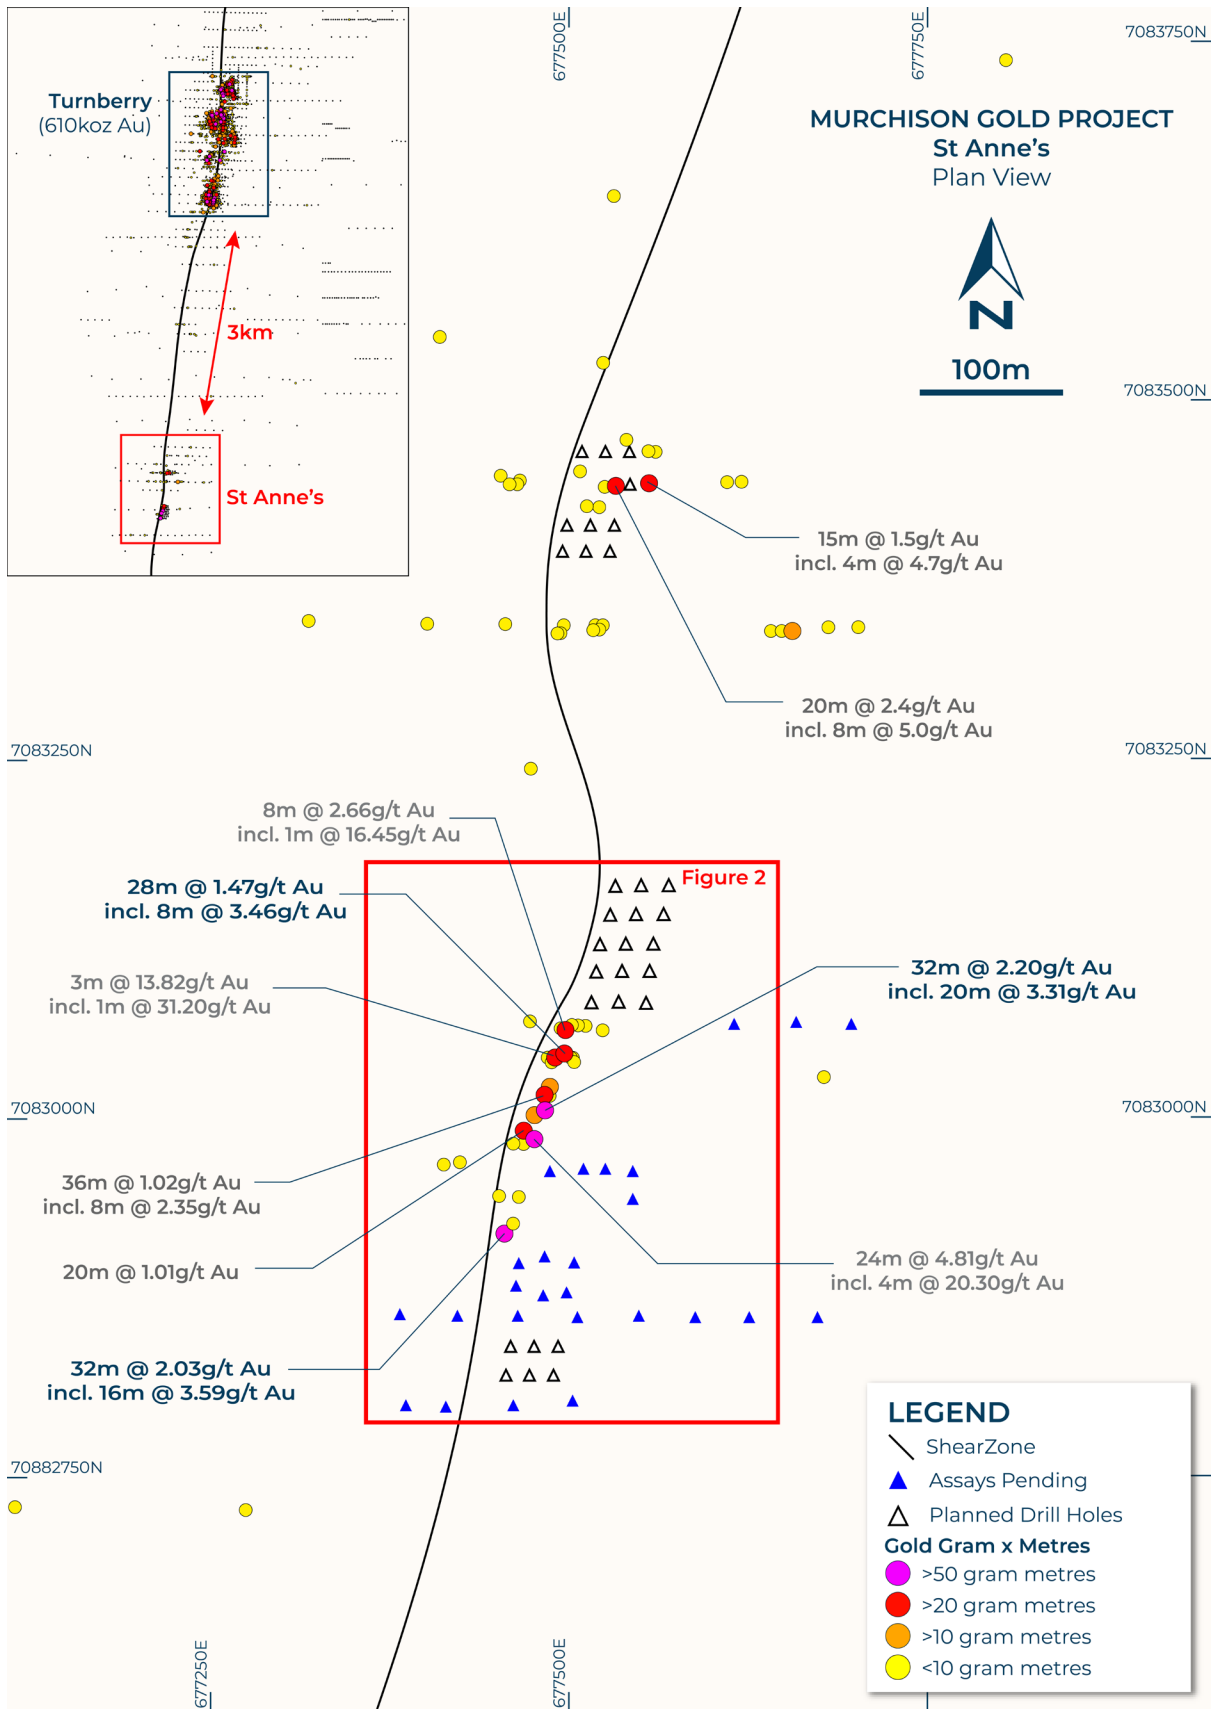 677500E
677750E
7083750N
MURCHISON GOLD PROJECT
St Anne's
Plan View
N
100m
Turnberry
(610koz Au)
3km
St Anne's
7083500N
15m @ 1.5g/t Au
incl. 4m @ 4.7g/t Au
20m @ 2.4g/t Au
incl. 8m @ 5.0g/t Au
7083250N
7083250N
8m @ 2.66g/t Au
incl. 1m @ 16.45g/t Au
Figure 2
28m @ 1.47g/t Au
incl. 8m @ 3.46g/t Au
32m @ 2.20g/t Au
incl. 20m @ 3.31g/t Au
3m @ 13.82g/t Au
incl. 1m @ 31.20g/t Au
7083000N
7083000N
36m @ 1.02g/t Au
incl. 8m @ 2.35g/t Au
20m @ 1.01g/t Au
24m @ 4.81g/t Au
incl. 4m @ 20.30g/t Au
32m @ 2.03g/t Au
incl. 16m @ 3.59g/t Au
70882750N
LEGEND
ShearZone
Assays Pending
Planned Drill Holes
Gold Gram x Metres
>50 gram metres
>20 gram metres
>10 gram metres
<10 gram metres
677250E
677500E